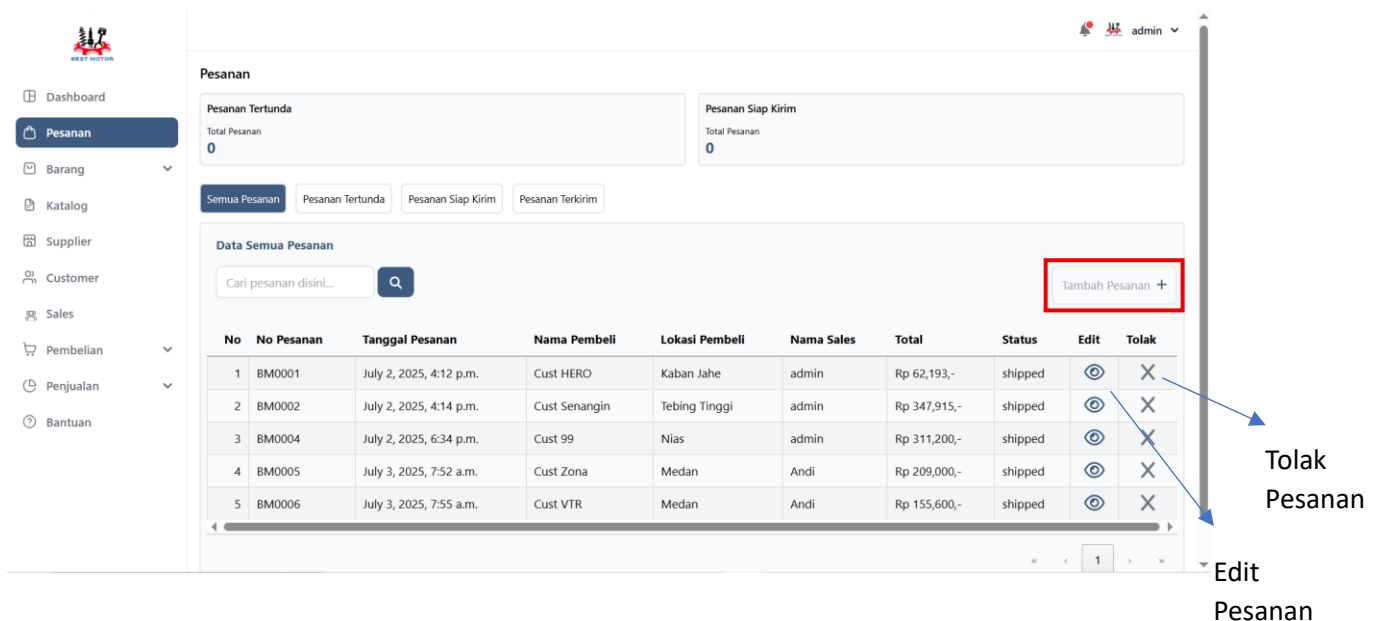 BEST MOTOR
admin
Dashboard
Pesanan
Barang
Katalog
Supplier
Customer
Sales
Pembelian
Penjualan
Bantuan
Pesanan
Pesanan Tertunda
Total Pesanan
0
Pesanan Siap Kirim
Total Pesanan
0
Semua Pesanan Pesanan Tertunda Pesanan Siap Kirim Pesanan Terkirim
Data Semua Pesanan
Cari pesanan disini...
Tambah Pesanan +
No No Pesanan Tanggal Pesanan Nama Pembeli Lokasi Pembeli Nama Sales Total Status Edit Tolak
1 BM0001 July 2, 2025, 4:12 p.m. Cust HERO Kaban Jahe admin Rp 62,193,- shipped
2 BM0002 July 2, 2025, 4:14 p.m. Cust Senangin Tebing Tinggi admin Rp 347,915,- shipped
3 BM0004 July 2, 2025, 6:34 p.m. Cust 99 Nias admin Rp 311,200,- shipped
4 BM0005 July 3, 2025, 7:52 a.m. Cust Zona Medan Andi Rp 209,000,- shipped
5 BM0006 July 3, 2025, 7:55 a.m. Cust VTR Medan Andi Rp 155,600,- shipped
« ‹ 1 › »
Tolak
Pesanan
Edit
Pesanan